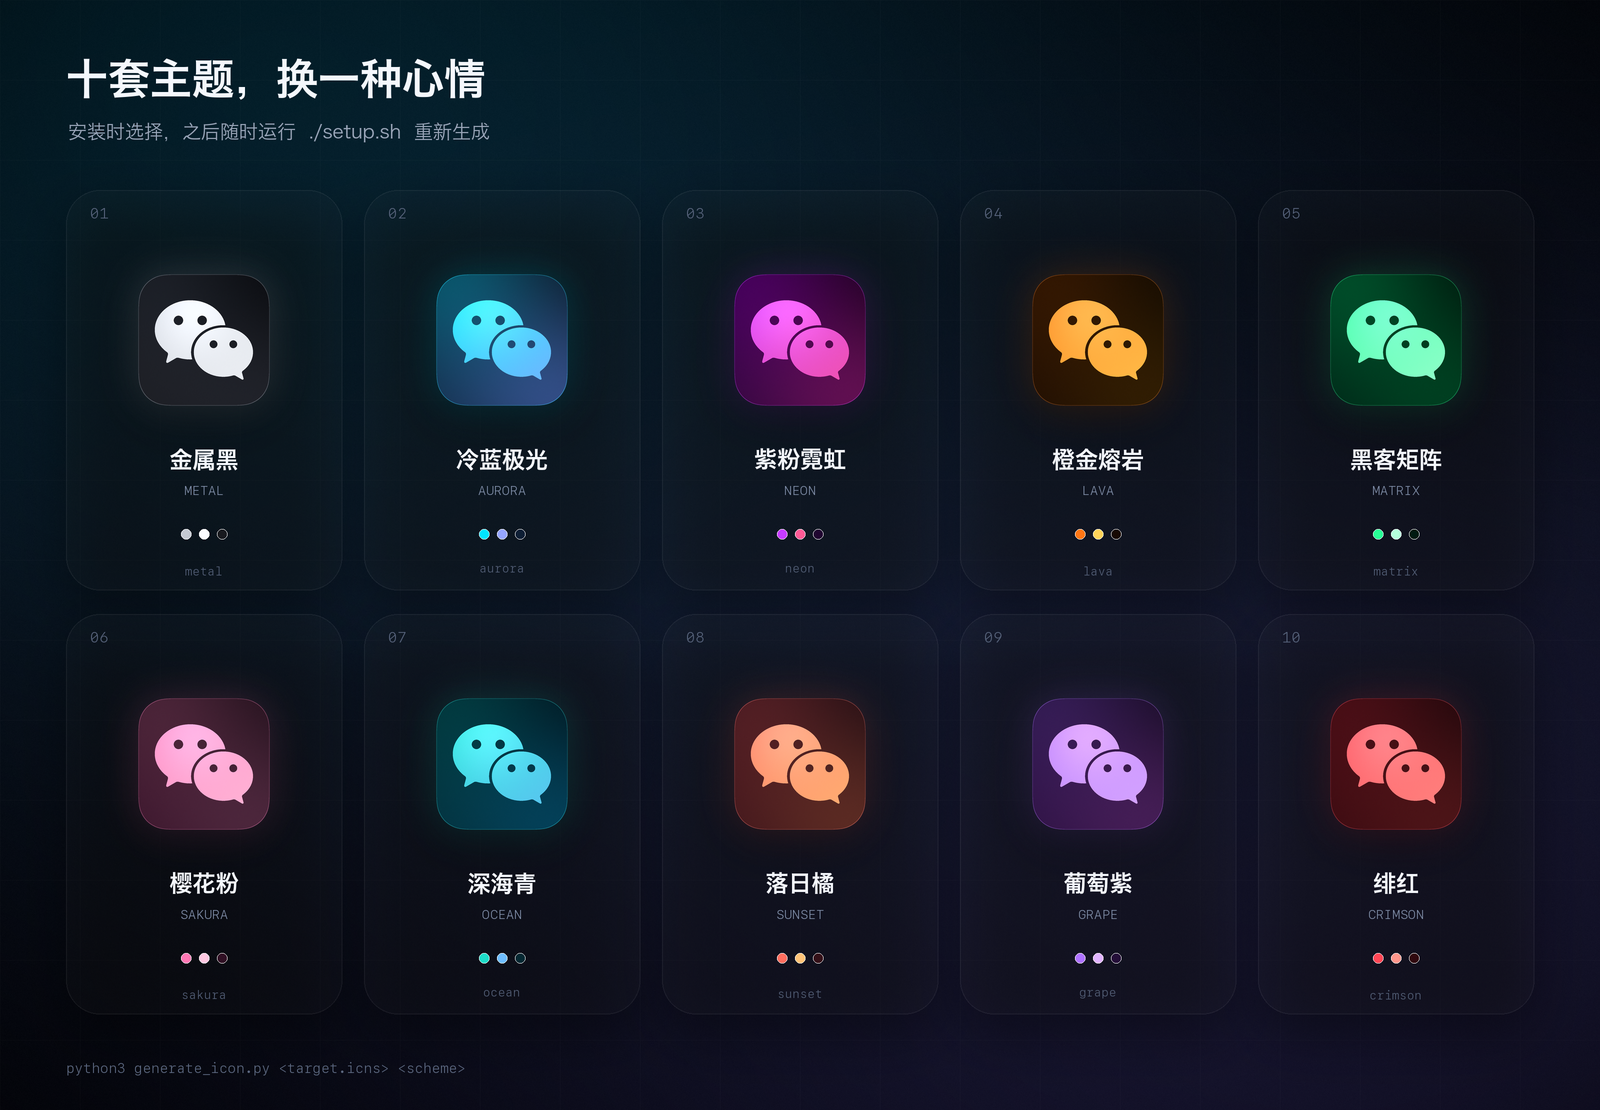 十套主题，换一种心情
安装时选择，之后随时运行 ./setup.sh 重新生成
01
金属黑
METAL
metal
02
冷蓝极光
AURORA
aurora
03
紫粉霓虹
NEON
neon
04
橙金熔岩
LAVA
lava
05
黑客矩阵
MATRIX
matrix
06
樱花粉
SAKURA
sakura
07
深海青
OCEAN
ocean
08
落日橘
SUNSET
sunset
09
葡萄紫
GRAPE
grape
10
绯红
CRIMSON
crimson
python3 generate_icon.py <target.icns> <scheme>